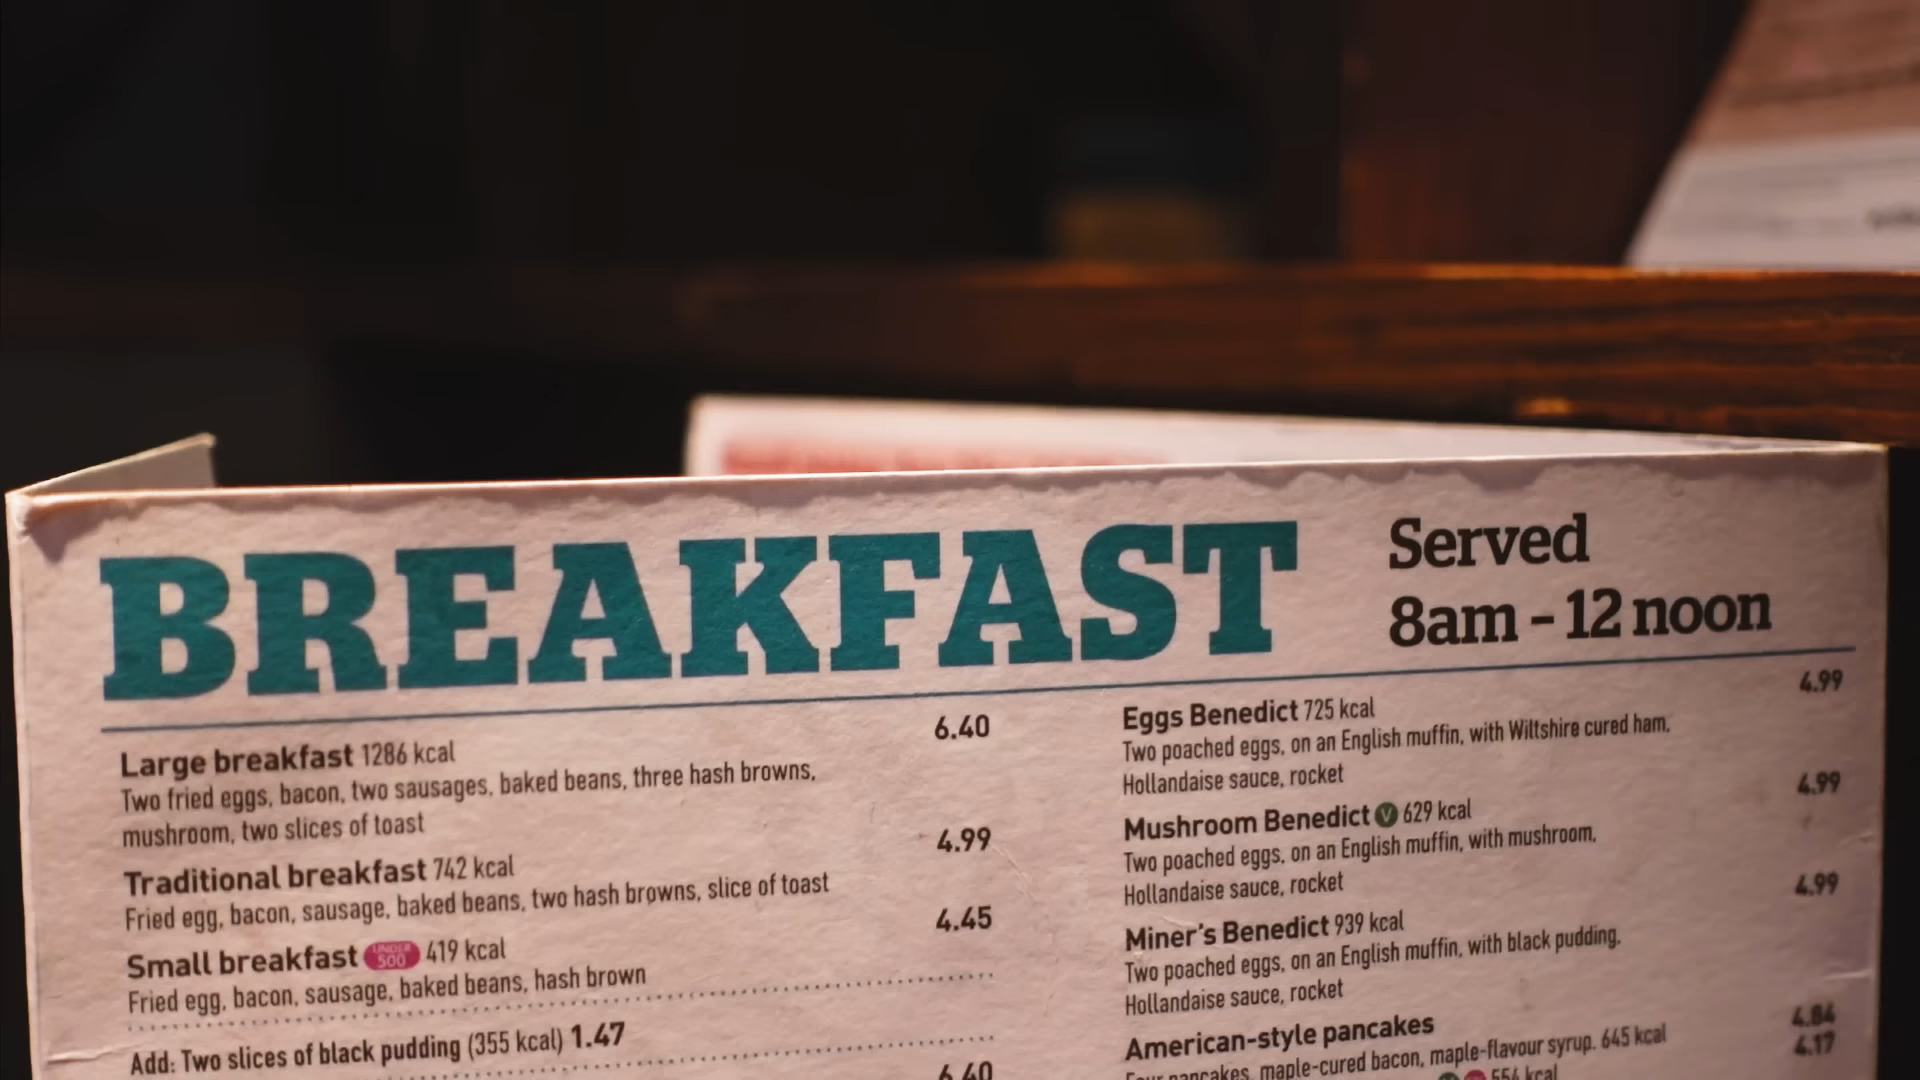 BREAKFAST
Served
8am – 12 noon
Large breakfast 1286 kcal 6.40
Two fried eggs, bacon, two sausages, baked beans, three hash browns,
mushroom, two slices of toast
Traditional breakfast 742 kcal 4.99
Fried egg, bacon, sausage, baked beans, two hash browns, slice of toast
Small breakfast UNDER 500 419 kcal 4.45
Fried egg, bacon, sausage, baked beans, hash brown
Add: Two slices of black pudding (355 kcal) 1.47
6.40
Eggs Benedict 725 kcal 4.99
Two poached eggs, on an English muffin, with Wiltshire cured ham,
Hollandaise sauce, rocket
Mushroom Benedict V 629 kcal 4.99
Two poached eggs, on an English muffin, with mushroom,
Hollandaise sauce, rocket
Miner's Benedict 939 kcal 4.99
Two poached eggs, on an English muffin, with black pudding,
Hollandaise sauce, rocket
American-style pancakes
Four pancakes, maple-cured bacon, maple-flavour syrup. 645 kcal 4.84
554 kcal 4.17